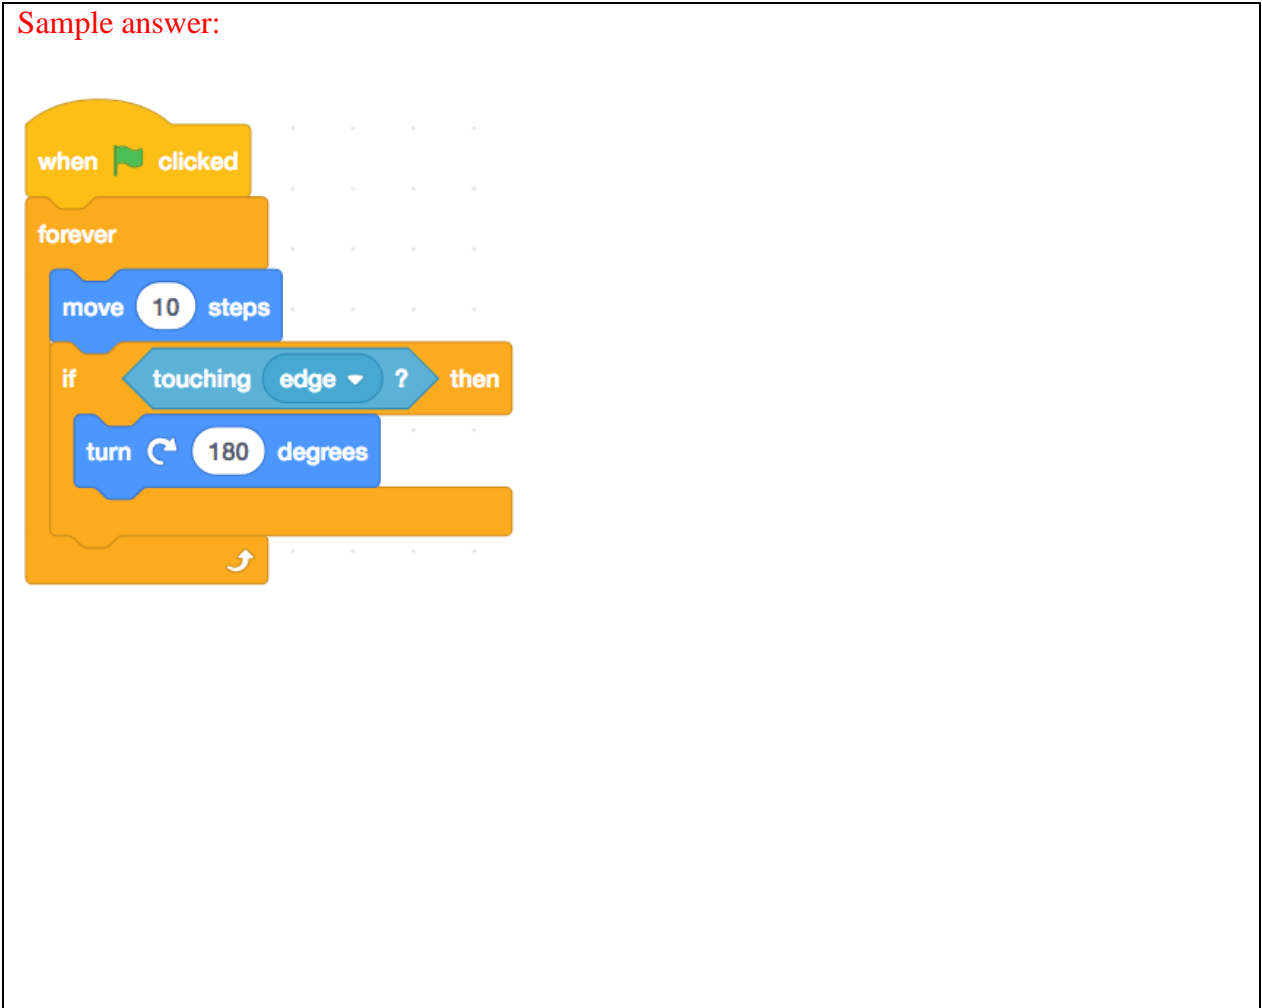 Sample answer:
when clicked
forever
move 10 steps
if touching edge ? then
turn 180 degrees